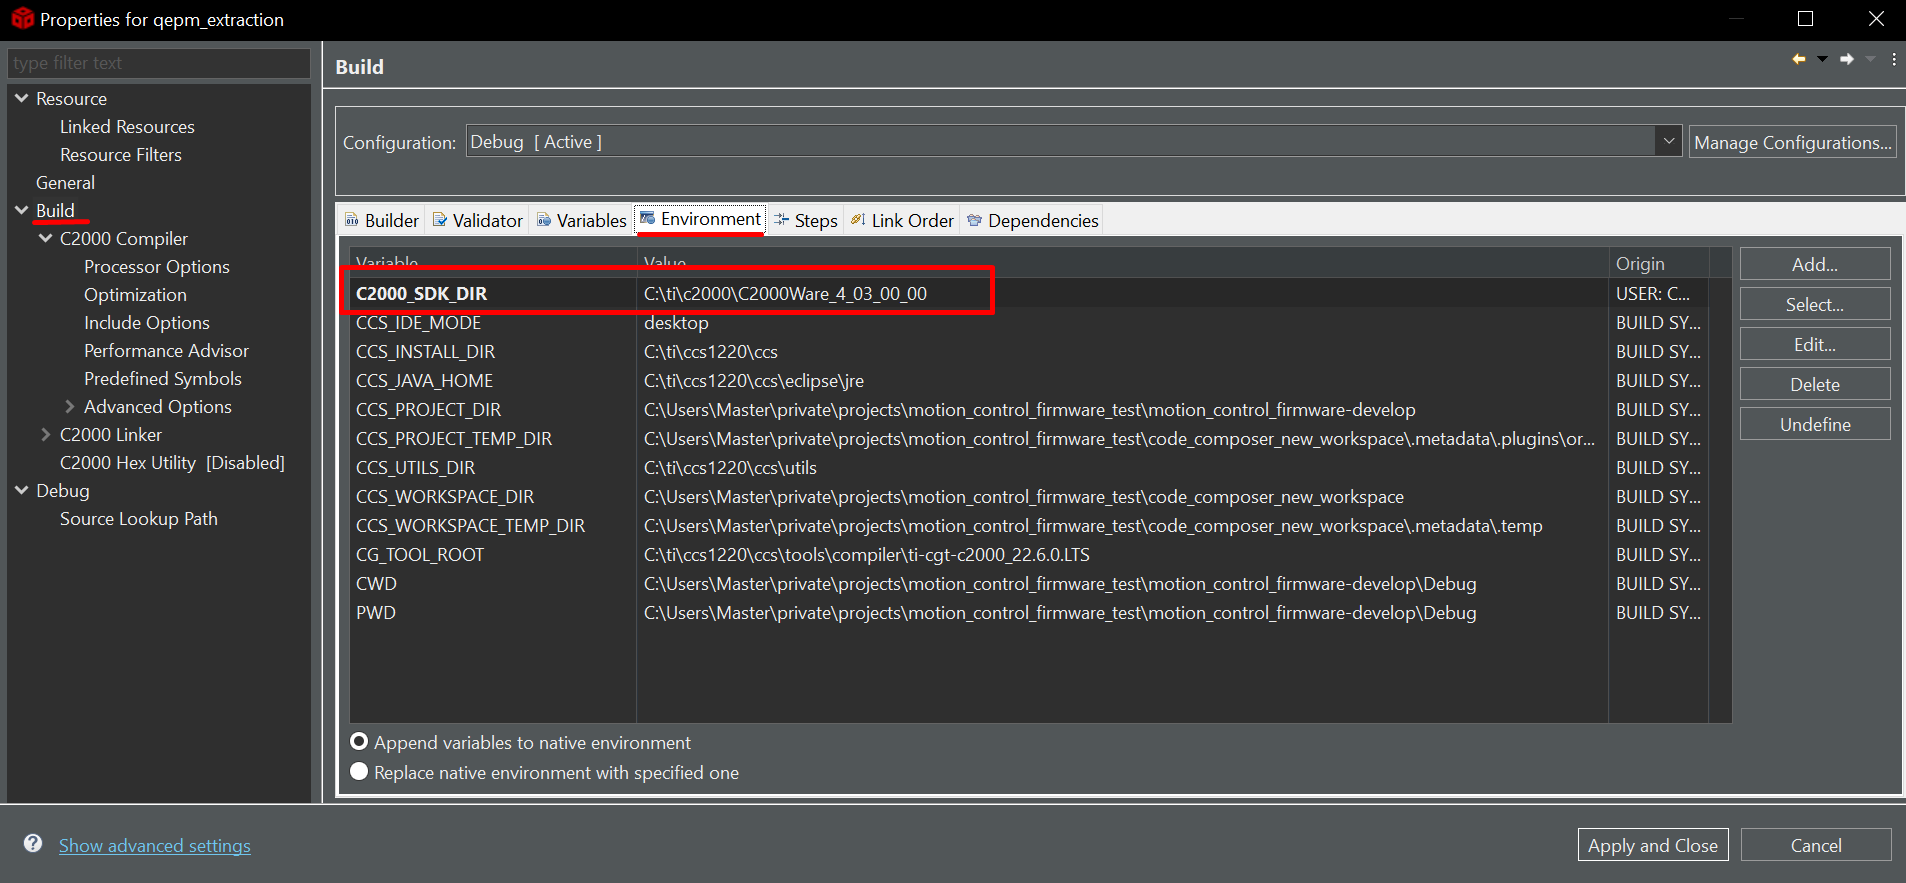 Properties for qepm_extraction
type filter text
Resource
Linked Resources
Resource Filters
General
Build
C2000 Compiler
Processor Options
Optimization
Include Options
Performance Advisor
Predefined Symbols
Advanced Options
C2000 Linker
C2000 Hex Utility [Disabled]
Debug
Source Lookup Path
Build
Configuration: Debug [ Active ] Manage Configurations...
Builder Validator Variables Environment Steps Link Order Dependencies
Variable Value Origin
C2000_SDK_DIR C:\ti\c2000\C2000Ware_4_03_00_00 USER: C...
CCS_IDE_MODE desktop BUILD SY...
CCS_INSTALL_DIR C:\ti\ccs1220\ccs BUILD SY...
CCS_JAVA_HOME C:\ti\ccs1220\ccs\eclipse\jre BUILD SY...
CCS_PROJECT_DIR C:\Users\Master\private\projects\motion_control_firmware_test\motion_control_firmware-develop BUILD SY...
CCS_PROJECT_TEMP_DIR C:\Users\Master\private\projects\motion_control_firmware_test\code_composer_new_workspace\.metadata\.plugins\or... BUILD SY...
CCS_UTILS_DIR C:\ti\ccs1220\ccs\utils BUILD SY...
CCS_WORKSPACE_DIR C:\Users\Master\private\projects\motion_control_firmware_test\code_composer_new_workspace BUILD SY...
CCS_WORKSPACE_TEMP_DIR C:\Users\Master\private\projects\motion_control_firmware_test\code_composer_new_workspace\.metadata\.temp BUILD SY...
CG_TOOL_ROOT C:\ti\ccs1220\ccs\tools\compiler\ti-cgt-c2000_22.6.0.LTS BUILD SY...
CWD C:\Users\Master\private\projects\motion_control_firmware_test\motion_control_firmware-develop\Debug BUILD SY...
PWD C:\Users\Master\private\projects\motion_control_firmware_test\motion_control_firmware-develop\Debug BUILD SY...
Add...
Select...
Edit...
Delete
Undefine
Append variables to native environment
Replace native environment with specified one
Show advanced settings
Apply and Close Cancel